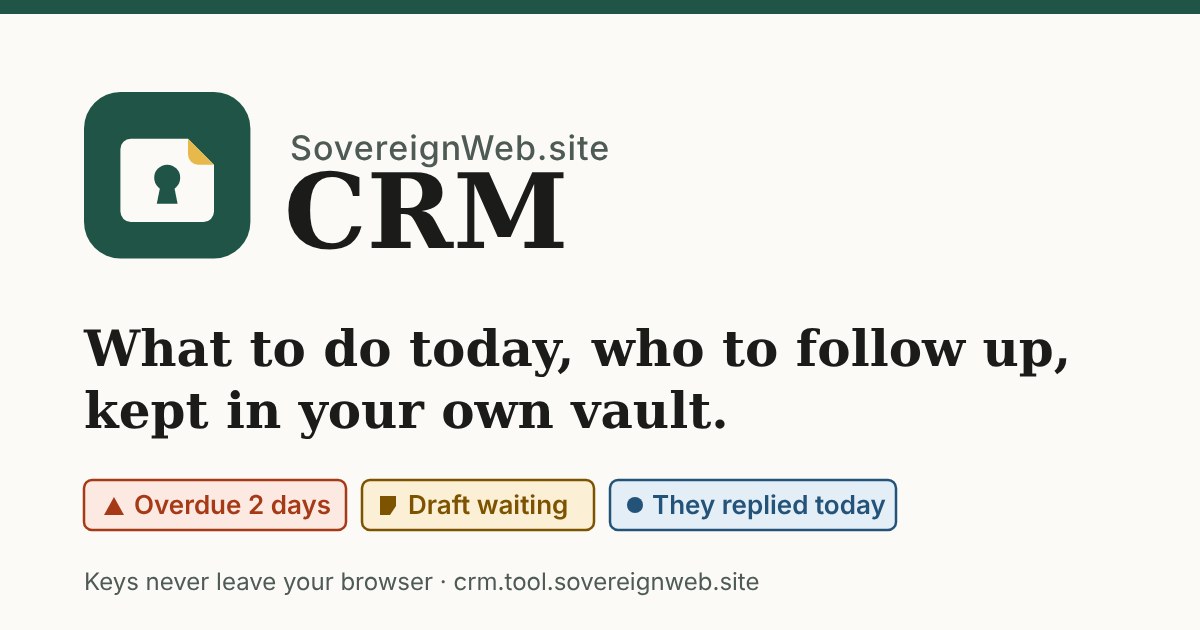 SovereignWeb.site
CRM
What to do today, who to follow up,
kept in your own vault.
Overdue 2 days
Draft waiting
They replied today
Keys never leave your browser · crm.tool.sovereignweb.site